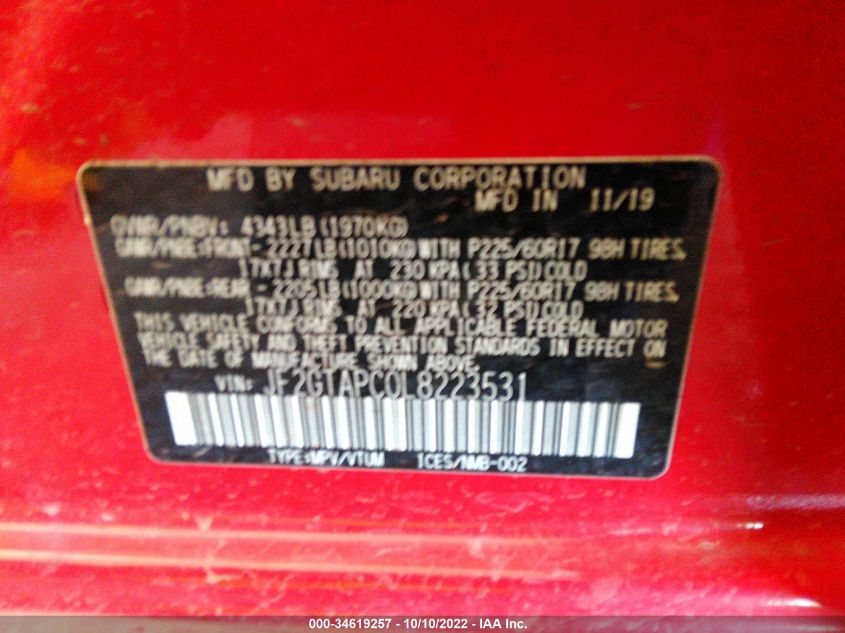 MFD BY SUBARU CORPORATION
MFD IN 11/19
GVWR/PNBV: 4343LB(1970KG)
GAWR/PNBE:FRONT- 2227LB(1010KG)WITH P225/60R17 98H TIRES,
17X7J RIMS AT 230 KPA(33 PSI)COLD
GAWR/PNBE:REAR - 2205LB(1000KG)WITH P225/60R17 98H TIRES,
17X7J RIMS AT 220 KPA(32 PSI)COLD
THIS VEHICLE CONFORMS TO ALL APPLICABLE FEDERAL MOTOR
VEHICLE SAFETY AND THEFT PREVENTION STANDARDS IN EFFECT ON
THE DATE OF MANUFACTURE SHOWN ABOVE.
VIN: JF2GTAPC0L8223531
TYPE:MPV/VTUM ICES/NMB-002
000-34619257 - 10/10/2022 - IAA Inc.